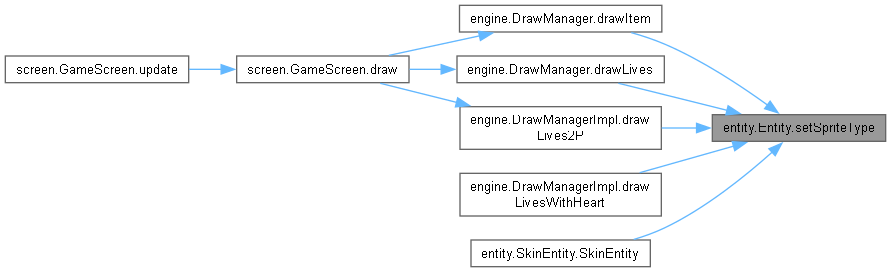 engine.DrawManager.drawItem
screen.GameScreen.update
screen.GameScreen.draw
engine.DrawManager.drawLives
engine.DrawManagerImpl.draw
Lives2P
entity.Entity.setSpriteType
engine.DrawManagerImpl.draw
LivesWithHeart
entity.SkinEntity.SkinEntity